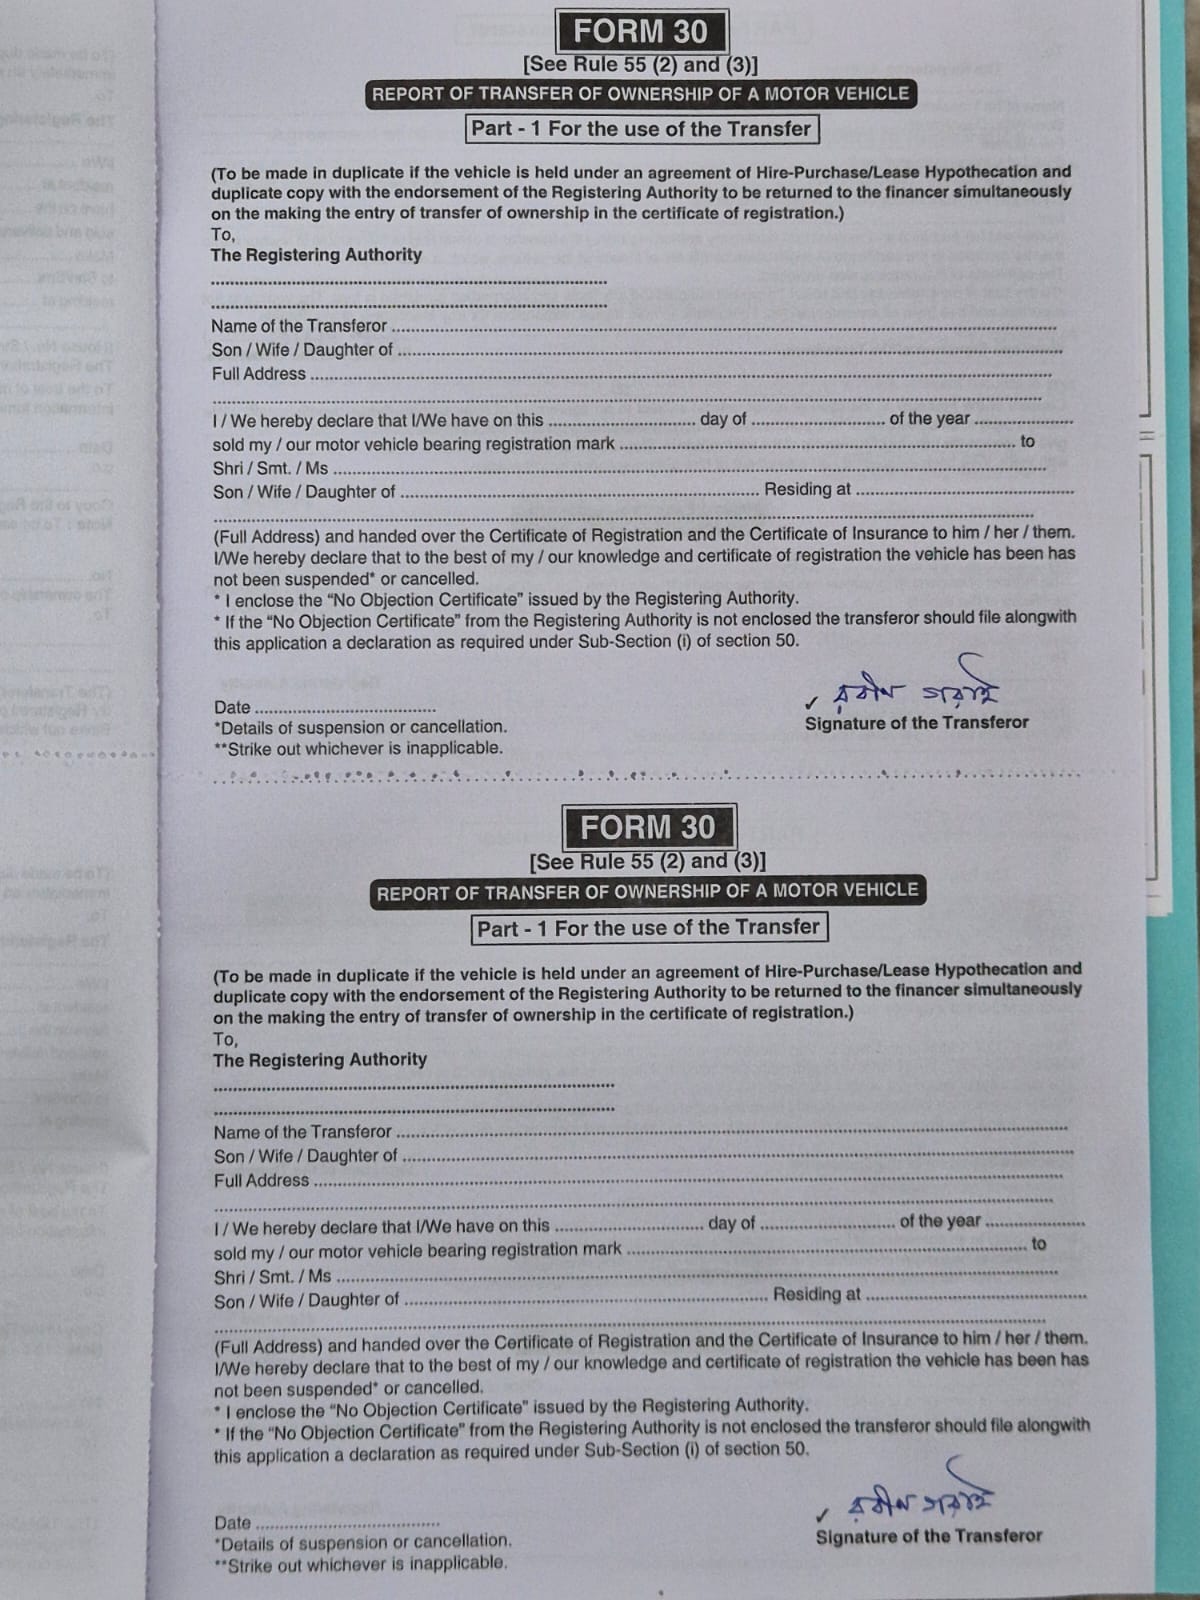 FORM 30
[See Rule 55 (2) and (3)]
REPORT OF TRANSFER OF OWNERSHIP OF A MOTOR VEHICLE
Part - 1 For the use of the Transfer
(To be made in duplicate if the vehicle is held under an agreement of Hire-Purchase/Lease Hypothecation and
duplicate copy with the endorsement of the Registering Authority to be returned to the financer simultaneously
on the making the entry of transfer of ownership in the certificate of registration.)
To,
The Registering Authority
Name of the Transferor
Son / Wife / Daughter of
Full Address
I / We hereby declare that I/We have on this ............ day of ............ of the year ............
sold my / our motor vehicle bearing registration mark ............ to
Shri / Smt. / Ms
Son / Wife / Daughter of ............ Residing at ............
(Full Address) and handed over the Certificate of Registration and the Certificate of Insurance to him / her / them.
I/We hereby declare that to the best of my / our knowledge and certificate of registration the vehicle has been has
not been suspended* or cancelled.
* I enclose the “No Objection Certificate” issued by the Registering Authority.
* If the “No Objection Certificate” from the Registering Authority is not enclosed the transferor should file alongwith
this application a declaration as required under Sub-Section (i) of section 50.
রবীন গরাই
Date ............ ✓ Signature of the Transferor
*Details of suspension or cancellation.
**Strike out whichever is inapplicable.
FORM 30
[See Rule 55 (2) and (3)]
REPORT OF TRANSFER OF OWNERSHIP OF A MOTOR VEHICLE
Part - 1 For the use of the Transfer
(To be made in duplicate if the vehicle is held under an agreement of Hire-Purchase/Lease Hypothecation and
duplicate copy with the endorsement of the Registering Authority to be returned to the financer simultaneously
on the making the entry of transfer of ownership in the certificate of registration.)
To,
The Registering Authority
Name of the Transferor
Son / Wife / Daughter of
Full Address
I / We hereby declare that I/We have on this ............ day of ............ of the year ............
sold my / our motor vehicle bearing registration mark ............ to
Shri / Smt. / Ms
Son / Wife / Daughter of ............ Residing at ............
(Full Address) and handed over the Certificate of Registration and the Certificate of Insurance to him / her / them.
I/We hereby declare that to the best of my / our knowledge and certificate of registration the vehicle has been has
not been suspended* or cancelled.
* I enclose the “No Objection Certificate” issued by the Registering Authority.
* If the “No Objection Certificate” from the Registering Authority is not enclosed the transferor should file alongwith
this application a declaration as required under Sub-Section (i) of section 50.
রবীন গরাই
Date ............ ✓ Signature of the Transferor
*Details of suspension or cancellation.
**Strike out whichever is inapplicable.